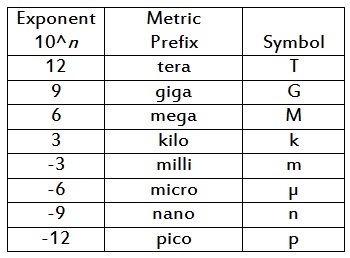 Exponent Metric
10^n Prefix Symbol
12 tera T
9 giga G
6 mega M
3 kilo k
-3 milli m
-6 micro µ
-9 nano n
-12 pico p